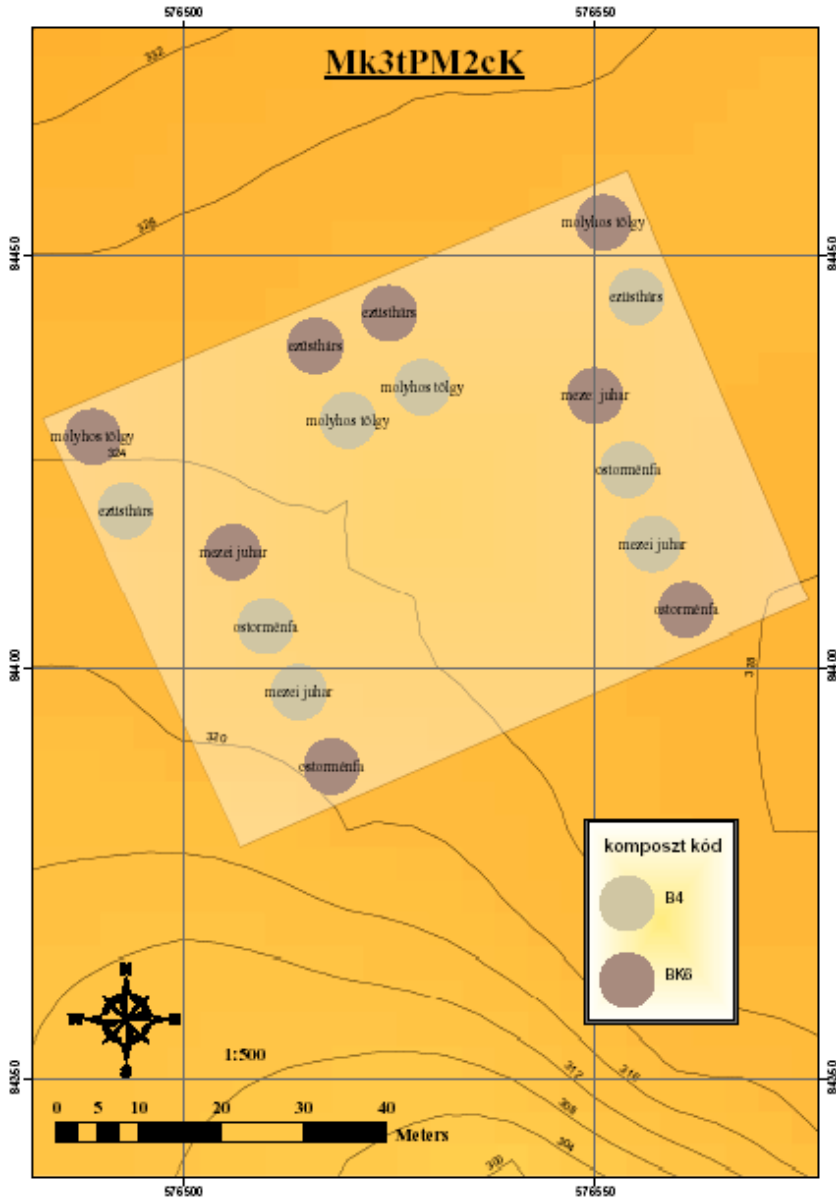 576500
576550
Mk3tPM2cK
332
328
molyhos tölgy
84450
84450
ezüsthárs
ezüsthárs
ezüsthárs
molyhos tölgy
mezei juhar
molyhos tölgy
molyhos tölgy
324
ostorménfa
ezüsthárs
mezei juhar
mezei juhar
ostorménfa
ostorménfa
84400
84400
328
mezei juhar
320
ostorménfa
komposzt kód
B4
BK6
N
S
1:500
84350
84350
312
316
308
304
300
0 5 10 20 30 40
Meters
576500
576550